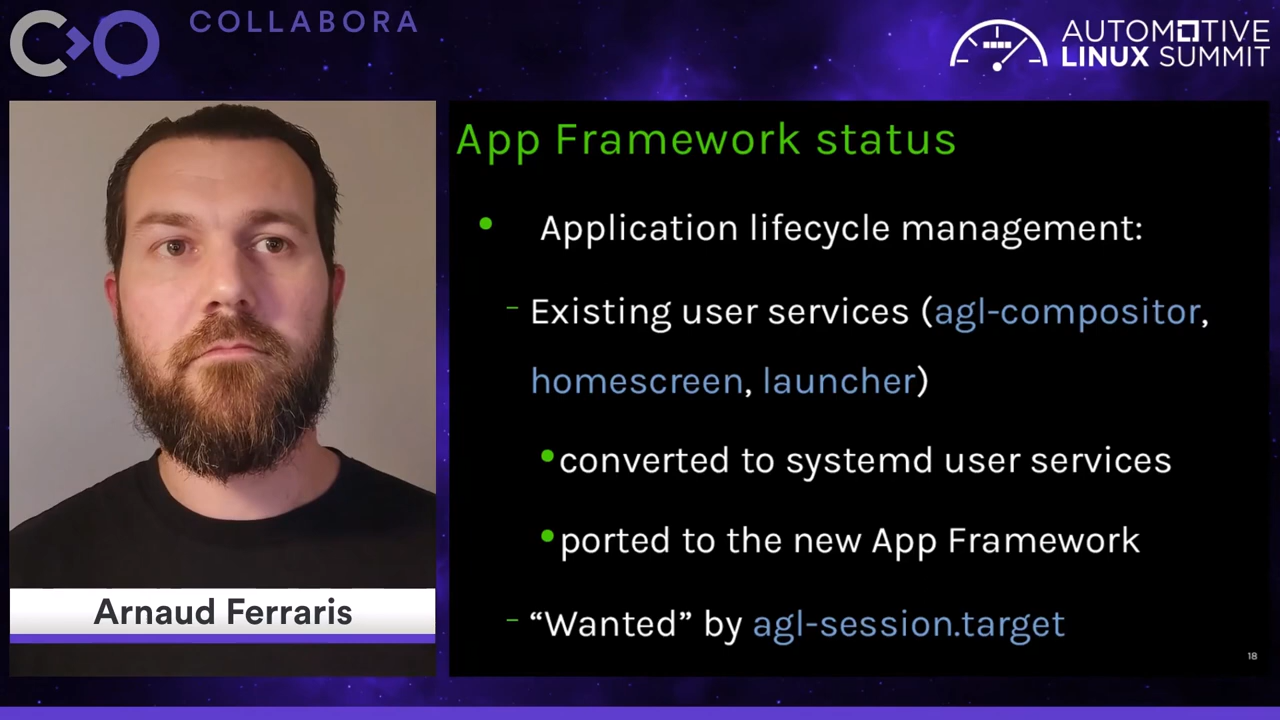 COLLABORA
AUTOMOTIVE
LINUX SUMMIT
App Framework status
Application lifecycle management:
– Existing user services (agl-compositor,
homescreen, launcher)
converted to systemd user services
ported to the new App Framework
– “Wanted” by agl-session.target
18
Arnaud Ferraris